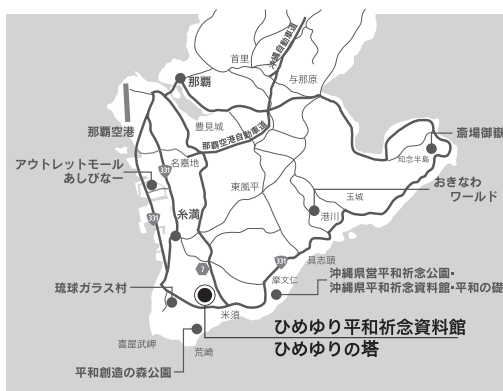 首里
沖縄自動車道
那覇
与那原
豊見城
那覇空港自動車道
那覇空港
名嘉地
アウトレットモール
あしびなー
331
331
糸満
東風平
斎場御嶽
知念半島
おきなわ
ワールド
玉城
港川
具志頭
331
7
摩文仁
沖縄県営平和祈念公園・
沖縄県平和祈念資料館・平和の礎
琉球ガラス村
米須
ひめゆり平和祈念資料館
ひめゆりの塔
喜屋武岬
荒崎
平和創造の森公園